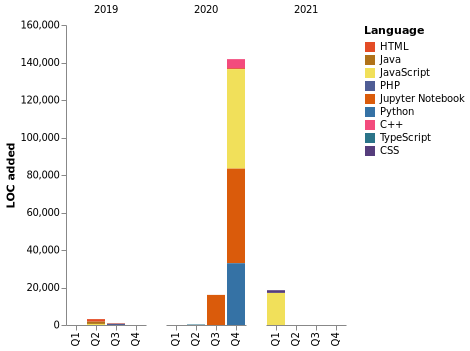 2019 2020 2021
LOC added
160,000
140,000
120,000
100,000
80,000
60,000
40,000
20,000
0
Q1 Q2 Q3 Q4 Q1 Q2 Q3 Q4 Q1 Q2 Q3 Q4
Language
HTML
Java
JavaScript
PHP
Jupyter Notebook
Python
C++
TypeScript
CSS